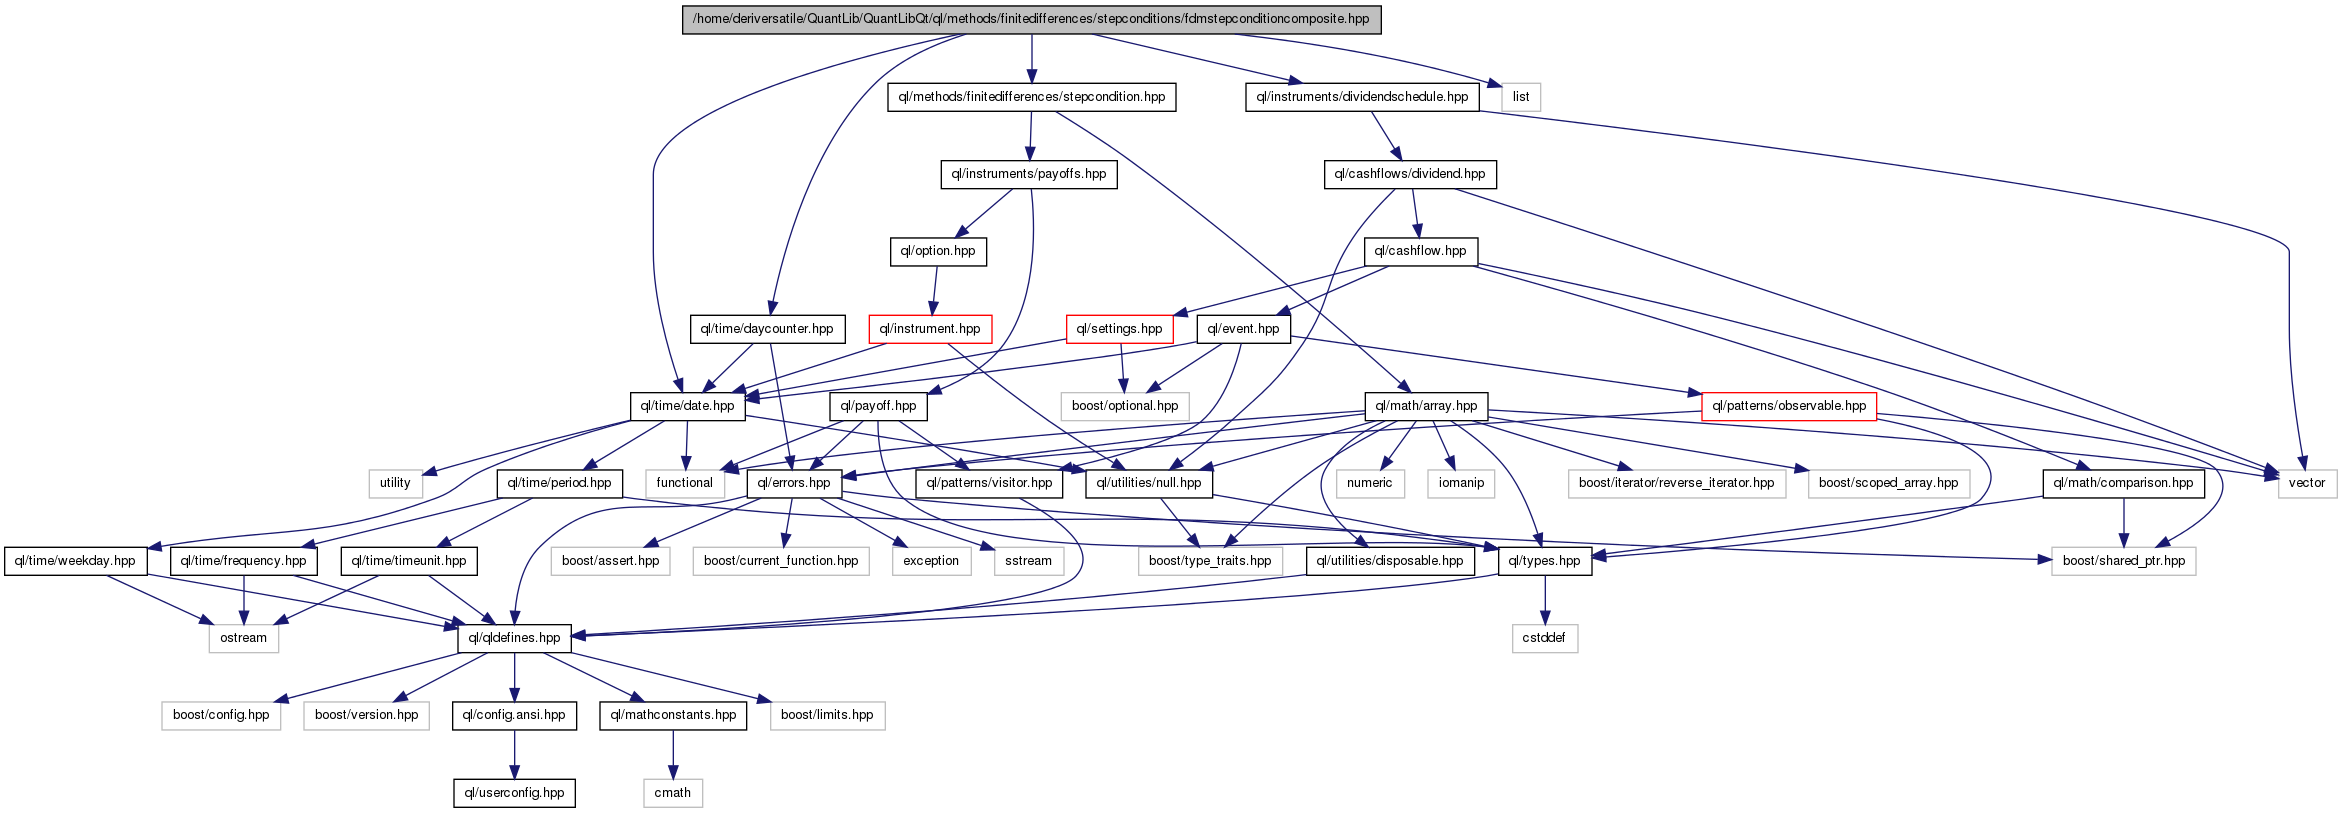 /home/deriversatile/QuantLib/QuantLibQt/ql/methods/finitedifferences/stepconditions/fdmstepconditioncomposite.hpp
ql/methods/finitedifferences/stepcondition.hpp
ql/instruments/dividendschedule.hpp
list
ql/instruments/payoffs.hpp
ql/cashflows/dividend.hpp
ql/option.hpp
ql/cashflow.hpp
ql/time/daycounter.hpp
ql/instrument.hpp
ql/settings.hpp
ql/event.hpp
ql/time/date.hpp
ql/payoff.hpp
boost/optional.hpp
ql/math/array.hpp
ql/patterns/observable.hpp
utility
ql/time/period.hpp
functional
ql/errors.hpp
ql/patterns/visitor.hpp
ql/utilities/null.hpp
numeric
iomanip
boost/iterator/reverse_iterator.hpp
boost/scoped_array.hpp
ql/math/comparison.hpp
vector
ql/time/weekday.hpp
ql/time/frequency.hpp
ql/time/timeunit.hpp
boost/assert.hpp
boost/current_function.hpp
exception
sstream
boost/type_traits.hpp
ql/utilities/disposable.hpp
ql/types.hpp
boost/shared_ptr.hpp
ostream
ql/qldefines.hpp
cstddef
boost/config.hpp
boost/version.hpp
ql/config.ansi.hpp
ql/mathconstants.hpp
boost/limits.hpp
ql/userconfig.hpp
cmath